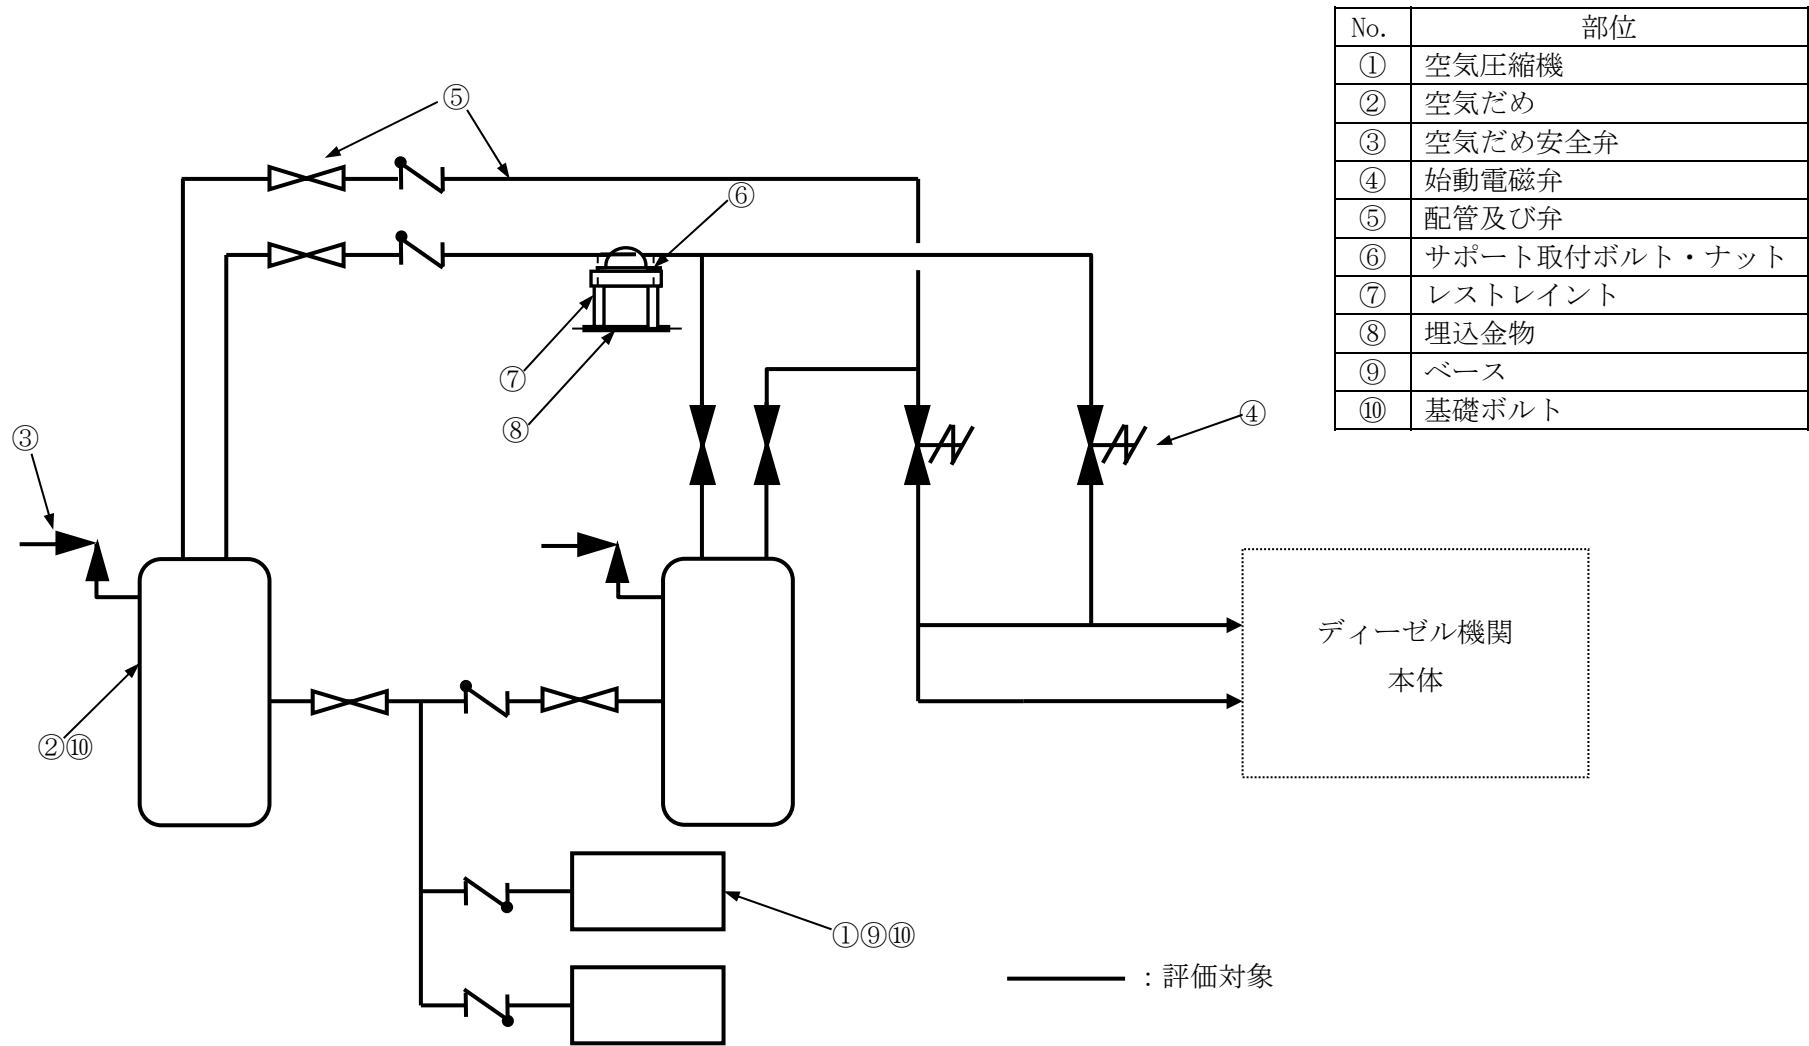 No. 部位
① 空気圧縮機
② 空気だめ
③ 空気だめ安全弁
④ 始動電磁弁
⑤ 配管及び弁
⑥ サポート取付ボルト・ナット
⑦ レストレイント
⑧ 埋込金物
⑨ ベース
⑩ 基礎ボルト
⑤
⑥
⑦
⑧
④
③
ディーゼル機関
本体
②⑩
①⑨⑩
：評価対象